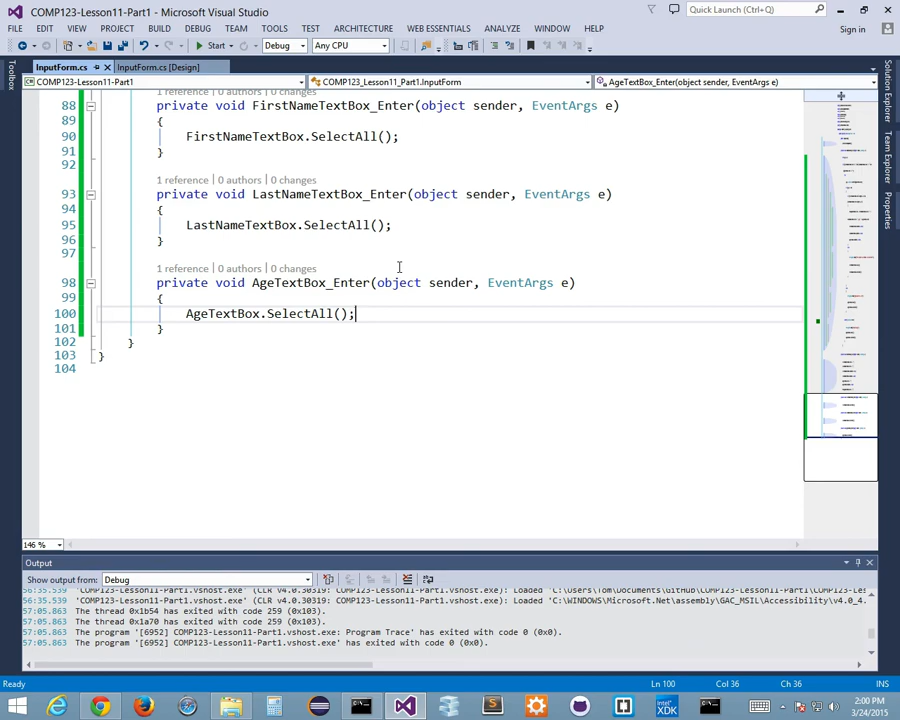 COMP123-Lesson11-Part1 - Microsoft Visual Studio
Quick Launch (Ctrl+Q)
FILE EDIT VIEW PROJECT BUILD DEBUG TEAM TOOLS TEST ARCHITECTURE WEB ESSENTIALS ANALYZE WINDOW HELP
Sign in
Start Debug Any CPU
InputForm.cs InputForm.cs [Design]
COMP123-Lesson11-Part1 COMP123_Lesson11_Part1.InputForm AgeTextBox_Enter(object sender, EventArgs e)
Toolbox
Solution Explorer
Team Explorer
Properties
1 reference | 0 authors | 0 changes
88 private void FirstNameTextBox_Enter(object sender, EventArgs e)
89 {
90 FirstNameTextBox.SelectAll();
91 }
92
1 reference | 0 authors | 0 changes
93 private void LastNameTextBox_Enter(object sender, EventArgs e)
94 {
95 LastNameTextBox.SelectAll();
96 }
97
1 reference | 0 authors | 0 changes
98 private void AgeTextBox_Enter(object sender, EventArgs e)
99 {
100 AgeTextBox.SelectAll();
101 }
102 }
103 }
104
146 %
Output
Show output from: Debug
56:35.539 'COMP123-Lesson11-Part1.vshost.exe' (CLR v4.0.30319: COMP123-Lesson11-Part1.vshost.exe): Loaded 'C:\Users\Tom\Documents\GitHub\COMP123-Les
56:35.539 'COMP123-Lesson11-Part1.vshost.exe' (CLR v4.0.30319: COMP123-Lesson11-Part1.vshost.exe): Loaded 'C:\WINDOWS\Microsoft.Net\assembly\GAC_MSIL\Accessibility\v4.0_4.
57:05.863 The thread 0x1b54 has exited with code 259 (0x103).
57:05.863 The thread 0x1a70 has exited with code 259 (0x103).
57:05.863 The program '[6952] COMP123-Lesson11-Part1.vshost.exe: Program Trace' has exited with code 0 (0x0).
57:05.863 The program '[6952] COMP123-Lesson11-Part1.vshost.exe' has exited with code 0 (0x0).
Ready Ln 100 Col 36 Ch 36 INS
intel XDK
2:00 PM
3/24/2015